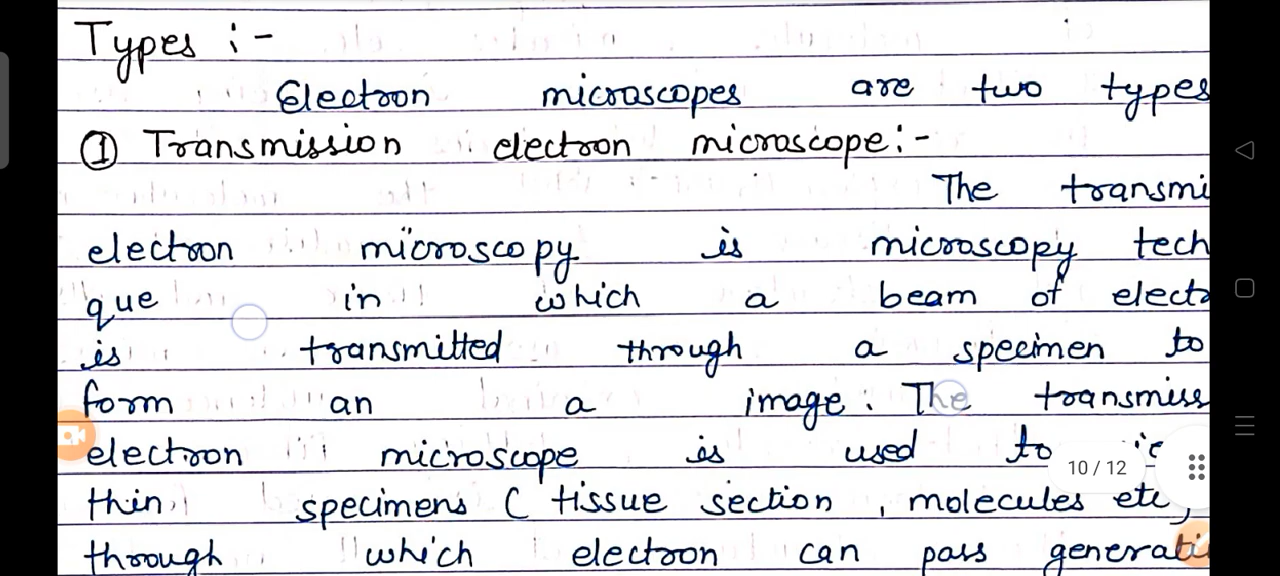 Types :-
Electron microscopes are two types
① Transmission electron microscope :-
The transmi
electron microscopy is microscopy tech
que in which a beam of elect
is transmitted through a specimen to
form an a image. The transmiss
electron microscope is used to
10 / 12
thin specimens ( tissue section , molecules etc,
through which electron can pass generati